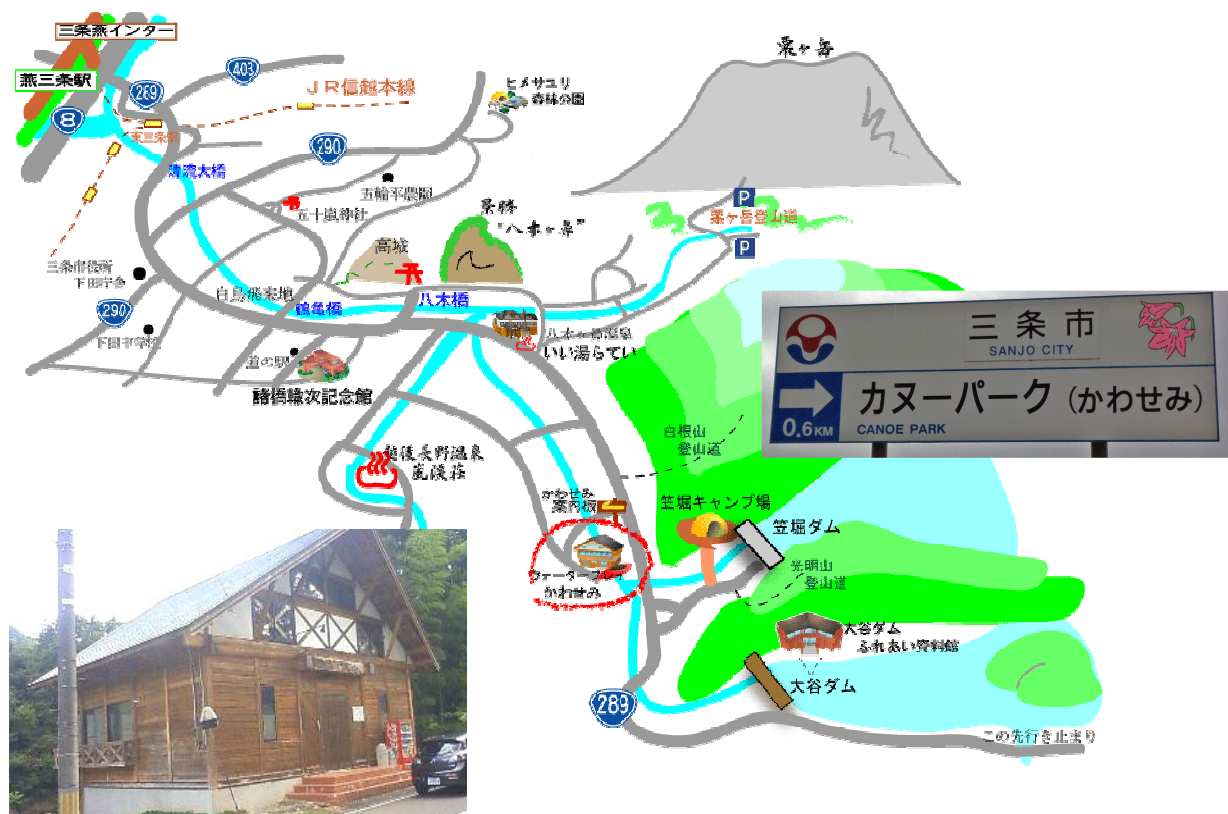 三条燕インター
燕三条駅
8
289
403
JR信越本線
東三条駅
清流大橋
290
ヒメサユリ
森林公園
五輪平農園
五十嵐神社
粟ヶ岳
P
粟ヶ岳登山道
P
景勝
"八木ヶ鼻"
高城
三条市役所
下田庁舎
白鳥飛来地
鶴亀橋
八木橋
290
下田中学校
道の駅
諸橋轍次記念館
八木ヶ鼻温泉
いい湯らてい
三条市
SANJO CITY
カヌーパーク (かわせみ)
0.6KM
CANOE PARK
白根山
登山道
越後長野温泉
嵐渓荘
かわせみ
案内板
笠堀キャンプ場
笠堀ダム
ウォータープレイ
かわせみ
光明山
登山道
大谷ダム
ふれあい資料館
大谷ダム
289
この先行き止まり